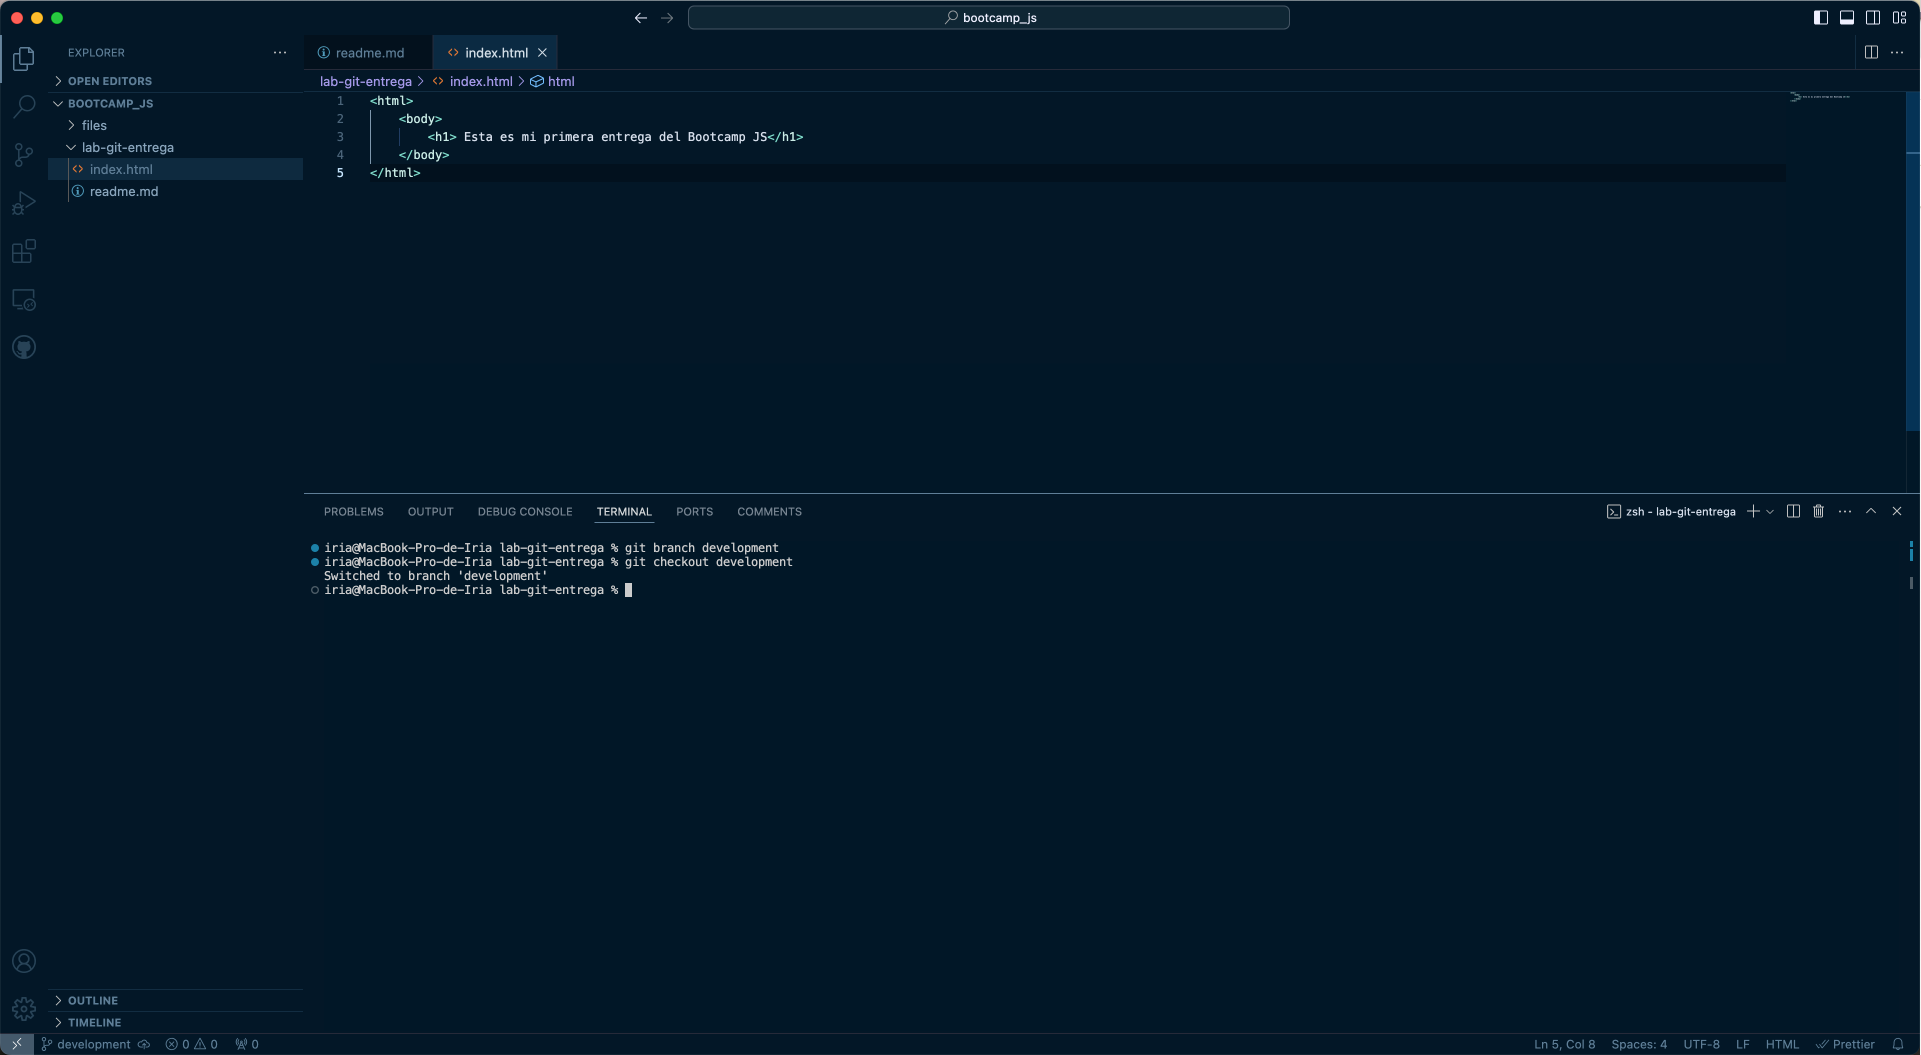 bootcamp_js
EXPLORER
OPEN EDITORS
BOOTCAMP_JS
files
lab-git-entrega
index.html
readme.md
OUTLINE
TIMELINE
readme.md
index.html
lab-git-entrega > index.html > html
1 <html>
2 <body>
3 <h1> Esta es mi primera entrega del Bootcamp JS</h1>
4 </body>
5 </html>
PROBLEMS OUTPUT DEBUG CONSOLE TERMINAL PORTS COMMENTS
zsh - lab-git-entrega
iria@MacBook-Pro-de-Iria lab-git-entrega % git branch development
iria@MacBook-Pro-de-Iria lab-git-entrega % git checkout development
Switched to branch 'development'
iria@MacBook-Pro-de-Iria lab-git-entrega %
development 0 0 0 Ln 5, Col 8 Spaces: 4 UTF-8 LF HTML Prettier